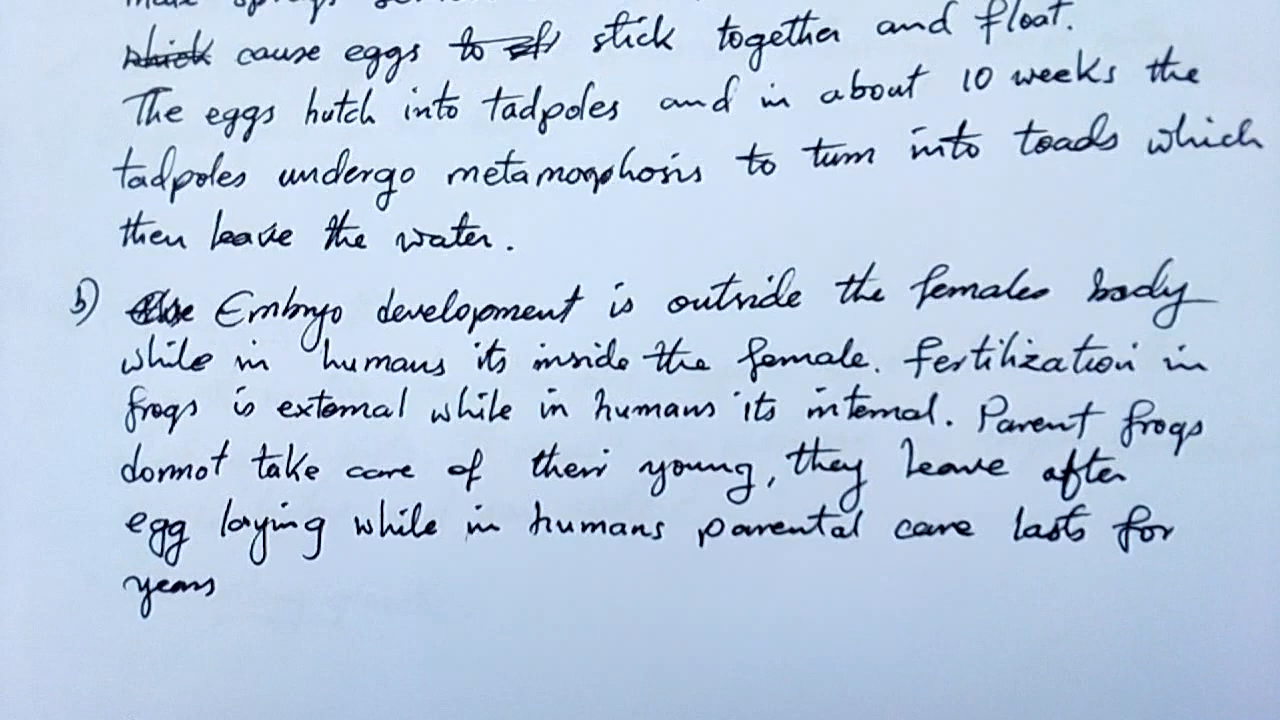 cause eggs stick together and float.
The eggs hutch into tadpoles and in about 10 weeks the
tadpoles undergo metamorphosis to turn into toads which
then leave the water.
b) Embryo development is outside the females body
while in humans its inside the female. Fertilization in
frogs is external while in humans its internal. Parent frogs
donnot take care of their young, they leave after
egg laying while in humans parental care lasts for
years